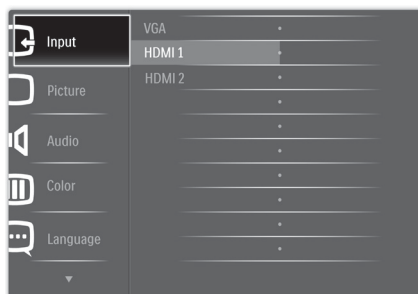 Input
Picture
Audio
Color
Language
VGA
HDMI 1
HDMI 2